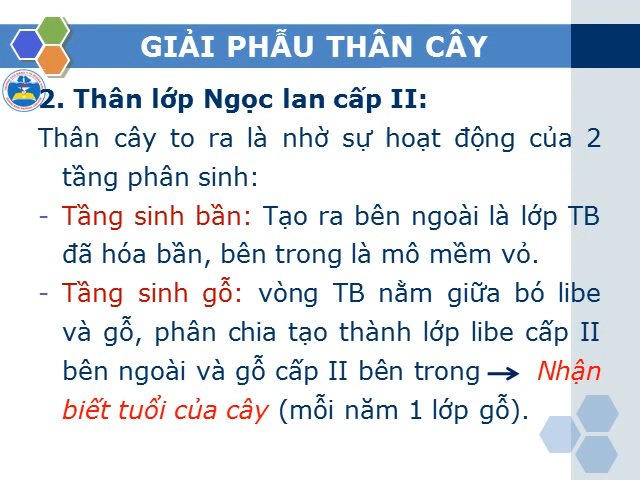 GIẢI PHẪU THÂN CÂY
2. Thân lớp Ngọc lan cấp II:
Thân cây to ra là nhờ sự hoạt động của 2
tầng phân sinh:
- Tầng sinh bần: Tạo ra bên ngoài là lớp TB
đã hóa bần, bên trong là mô mềm vỏ.
- Tầng sinh gỗ: vòng TB nằm giữa bó libe
và gỗ, phân chia tạo thành lớp libe cấp II
bên ngoài và gỗ cấp II bên trong → Nhận
biết tuổi của cây (mỗi năm 1 lớp gỗ).